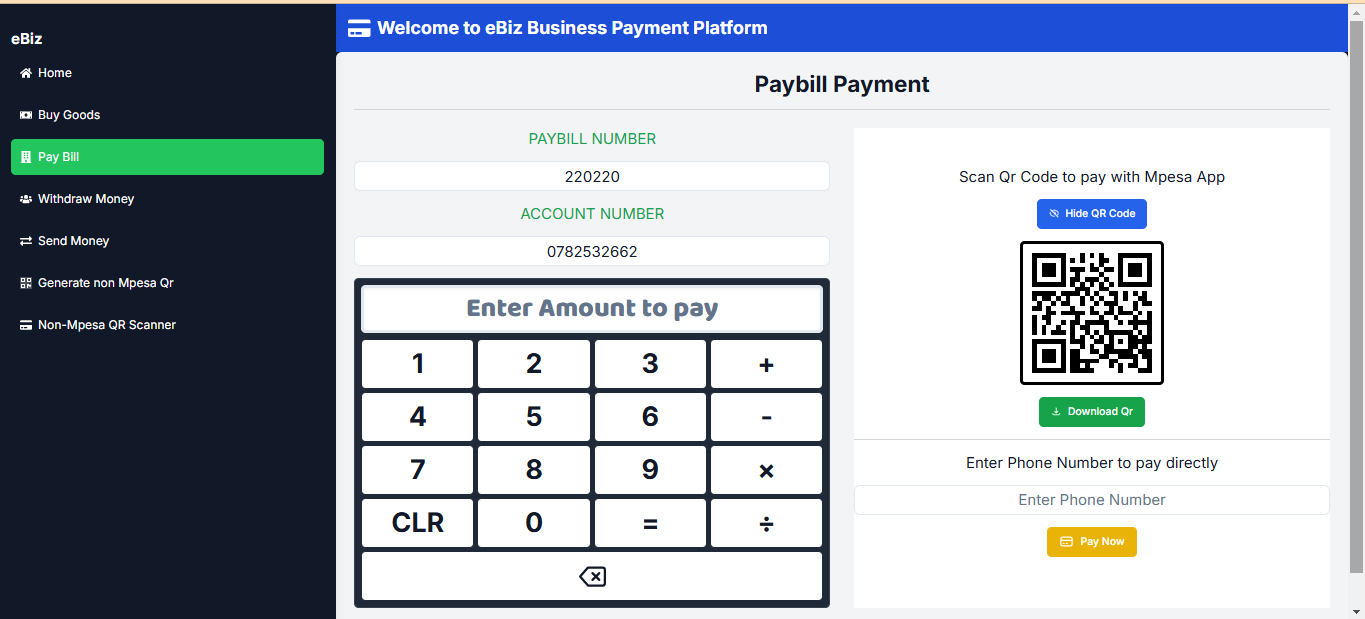 eBiz
Home
Buy Goods
Pay Bill
Withdraw Money
Send Money
Generate non Mpesa Qr
Non-Mpesa QR Scanner
Welcome to eBiz Business Payment Platform
Paybill Payment
PAYBILL NUMBER
220220
ACCOUNT NUMBER
0782532662
Enter Amount to pay
1 2 3 +
4 5 6 -
7 8 9 ×
CLR 0 = ÷
Scan Qr Code to pay with Mpesa App
Hide QR Code
Download Qr
Enter Phone Number to pay directly
Enter Phone Number
Pay Now